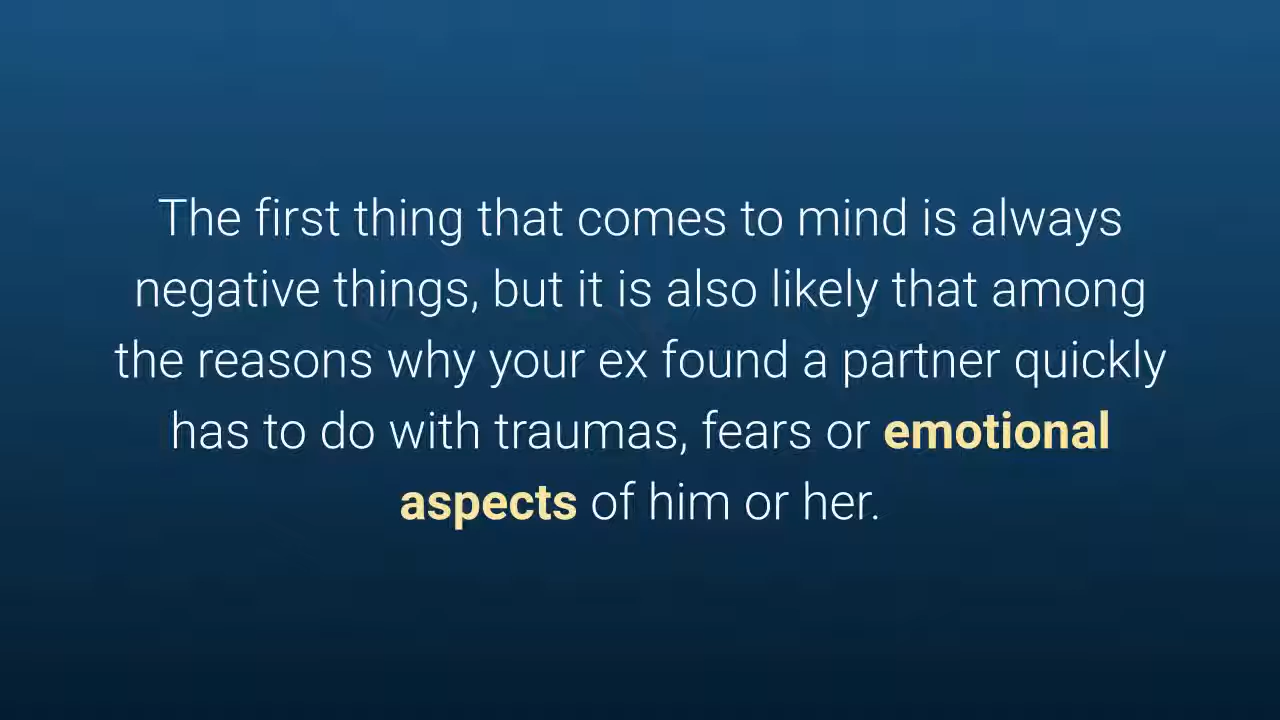 The first thing that comes to mind is always
negative things, but it is also likely that among
the reasons why your ex found a partner quickly
has to do with traumas, fears or emotional
aspects of him or her.